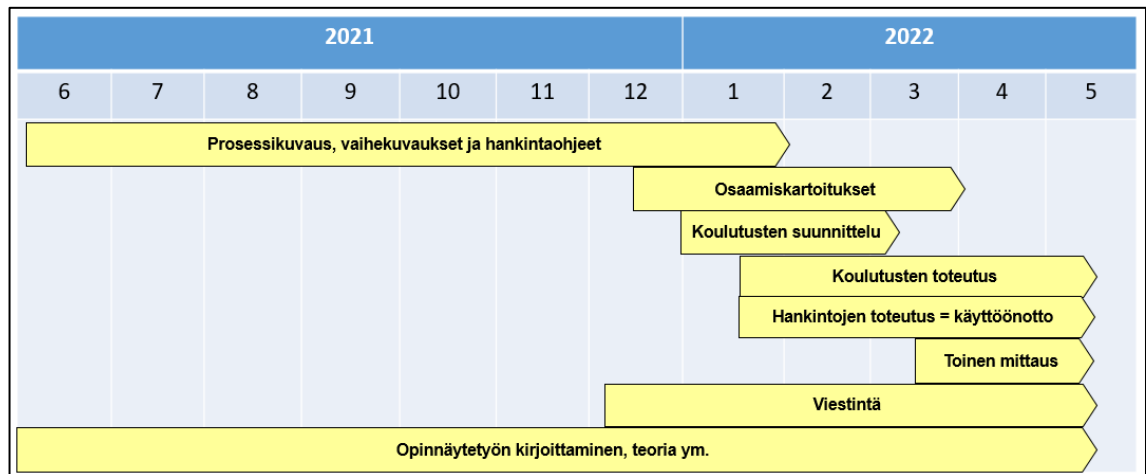 2021 2022
6 7 8 9 10 11 12 1 2 3 4 5
Prosessikuvaus, vaihekuvaukset ja hankintaohjeet
Osaamiskartoitukset
Koulutusten suunnittelu
Koulutusten toteutus
Hankintojen toteutus = käyttöönotto
Toinen mittaus
Viestintä
Opinnäytetyön kirjoittaminen, teoria ym.